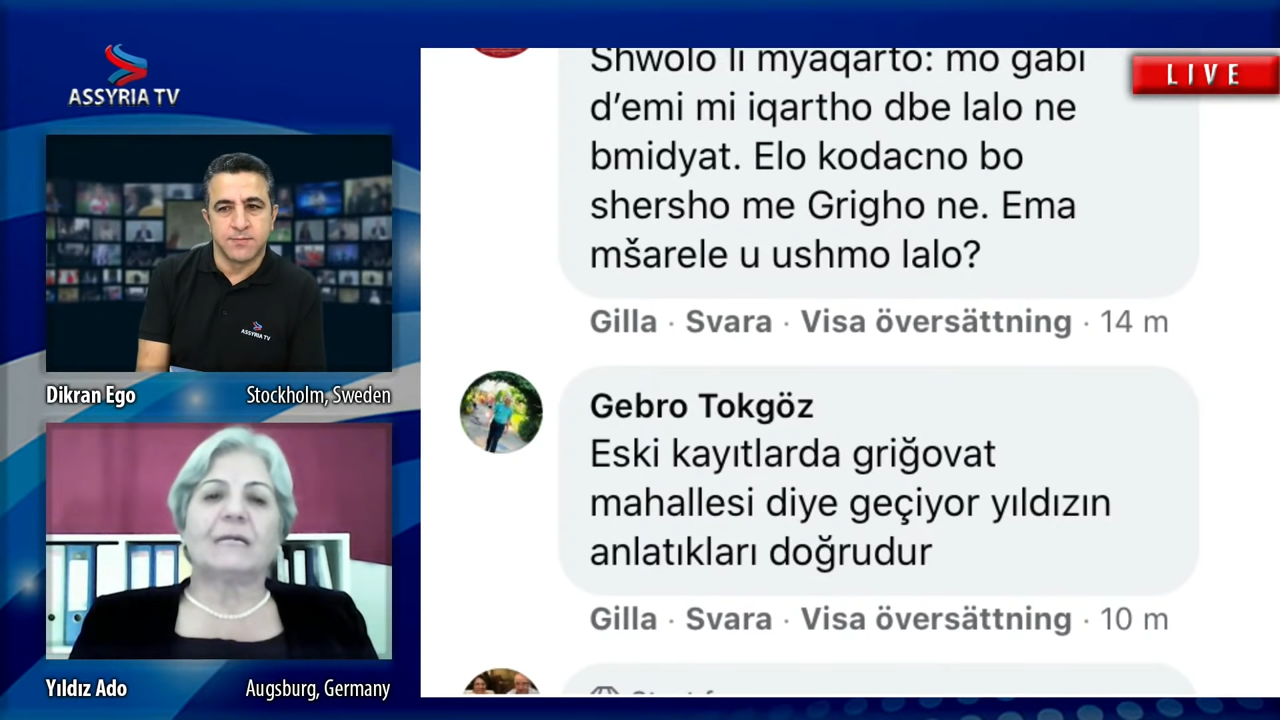 ASSYRIA TV
LIVE
ASSYRIA TV
Dikran Ego
Stockholm, Sweden
Yıldız Ado
Augsburg, Germany
Shwolo li myaqarto: mo gabi
d’emi mi iqartho dbe lalo ne
bmidyat. Elo kodacno bo
shersho me Grigho ne. Ema
mšarele u ushmo lalo?
Gilla · Svara · Visa översättning · 14 m
Gebro Tokgöz
Eski kayıtlarda griğovat
mahallesi diye geçiyor yıldızın
anlatıkları doğrudur
Gilla · Svara · Visa översättning · 10 m